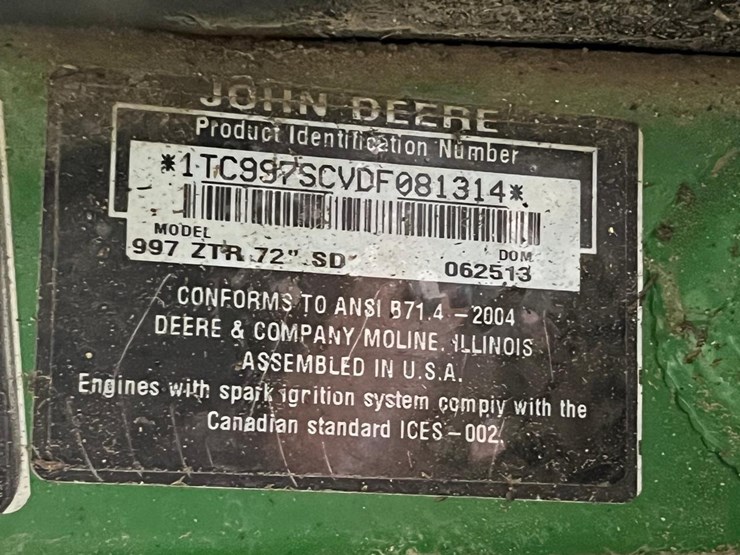 JOHN DEERE
Product Identification Number
*1TC997SCVDF081314*
MODEL
DOM
997 ZTR 72" SD
062513
CONFORMS TO ANSI B71.4 – 2004
DEERE & COMPANY MOLINE, ILLINOIS
ASSEMBLED IN U.S.A.
Engines with spark ignition system comply with the
Canadian standard ICES – 002.